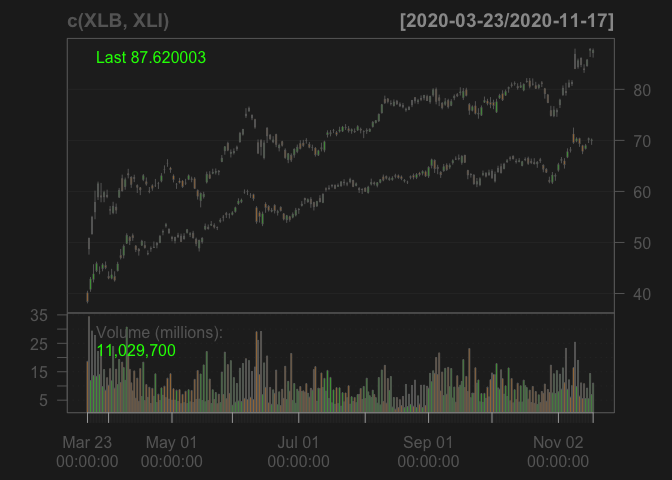 c(XLB, XLI) [2020-03-23/2020-11-17]
Last 87.620003
80
70
60
50
40
35
25
15
5
Volume (millions):
11,029,700
Mar 23 May 01 Jul 01 Sep 01 Nov 02
00:00:00 00:00:00 00:00:00 00:00:00 00:00:00